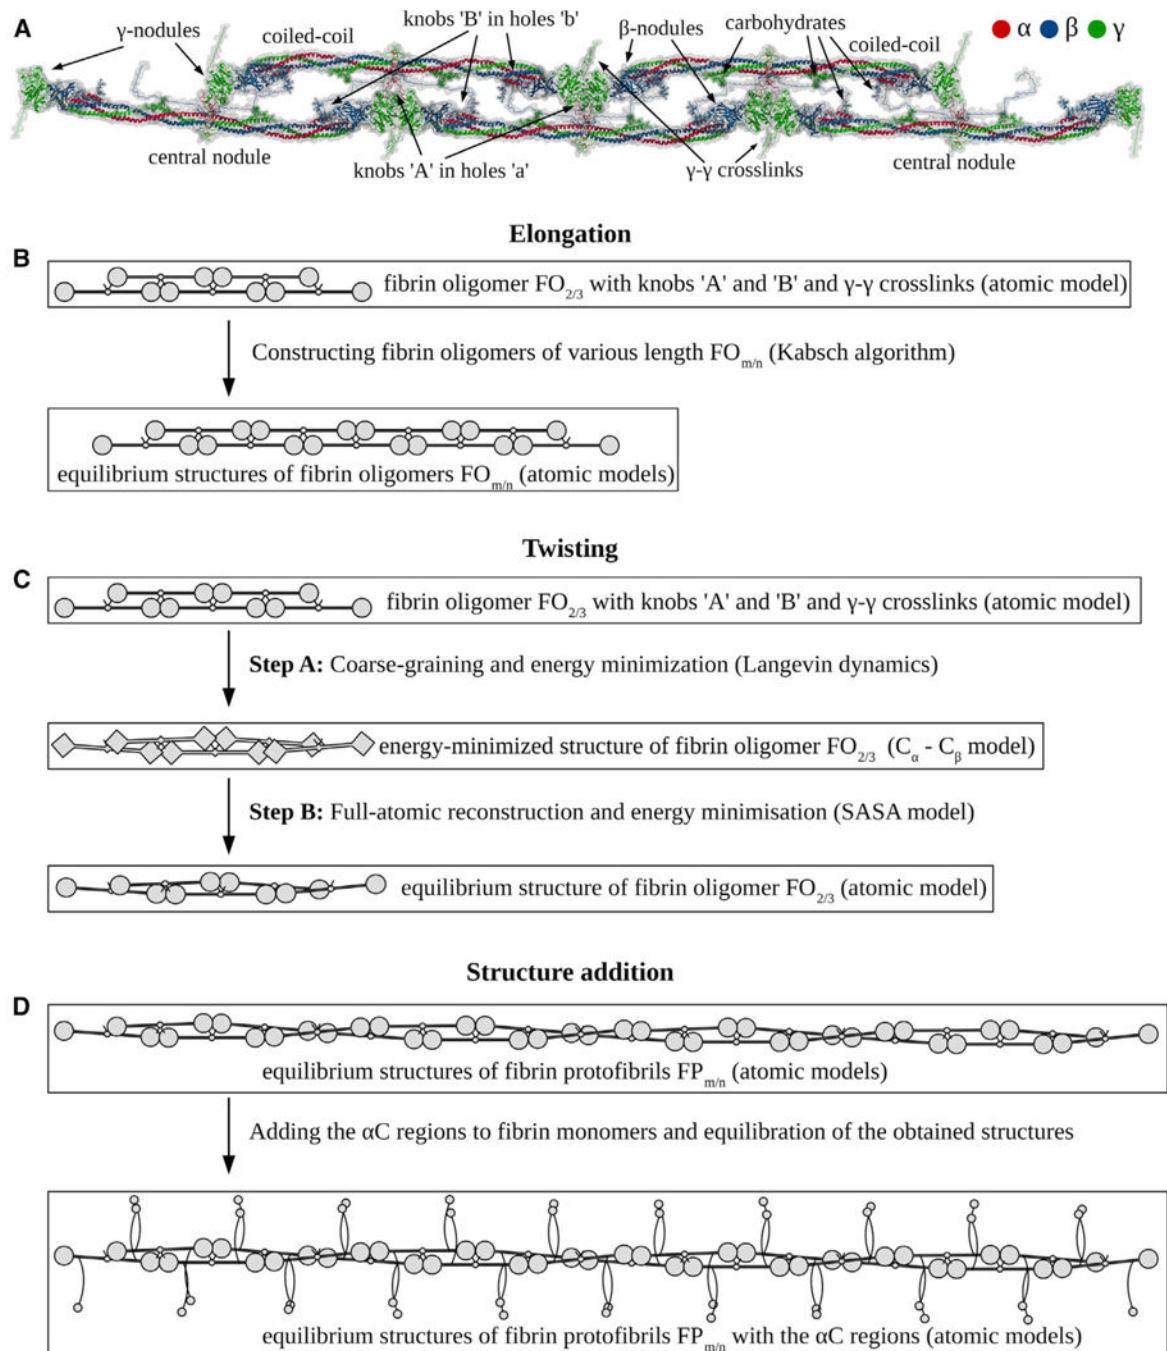 A
γ-nodules
coiled-coil
knobs 'B' in holes 'b'
β-nodules
carbohydrates
coiled-coil
α β γ
central nodule
knobs 'A' in holes 'a'
γ-γ crosslinks
central nodule
Elongation
B
fibrin oligomer FO2/3 with knobs 'A' and 'B' and γ-γ crosslinks (atomic model)
Constructing fibrin oligomers of various length FOm/n (Kabsch algorithm)
equilibrium structures of fibrin oligomers FOm/n (atomic models)
Twisting
C
fibrin oligomer FO2/3 with knobs 'A' and 'B' and γ-γ crosslinks (atomic model)
Step A: Coarse-graining and energy minimization (Langevin dynamics)
energy-minimized structure of fibrin oligomer FO2/3 (Cα - Cβ model)
Step B: Full-atomic reconstruction and energy minimisation (SASA model)
equilibrium structure of fibrin oligomer FO2/3 (atomic model)
Structure addition
D
equilibrium structures of fibrin protofibrils FPm/n (atomic models)
Adding the αC regions to fibrin monomers and equilibration of the obtained structures
equilibrium structures of fibrin protofibrils FPm/n with the αC regions (atomic models)